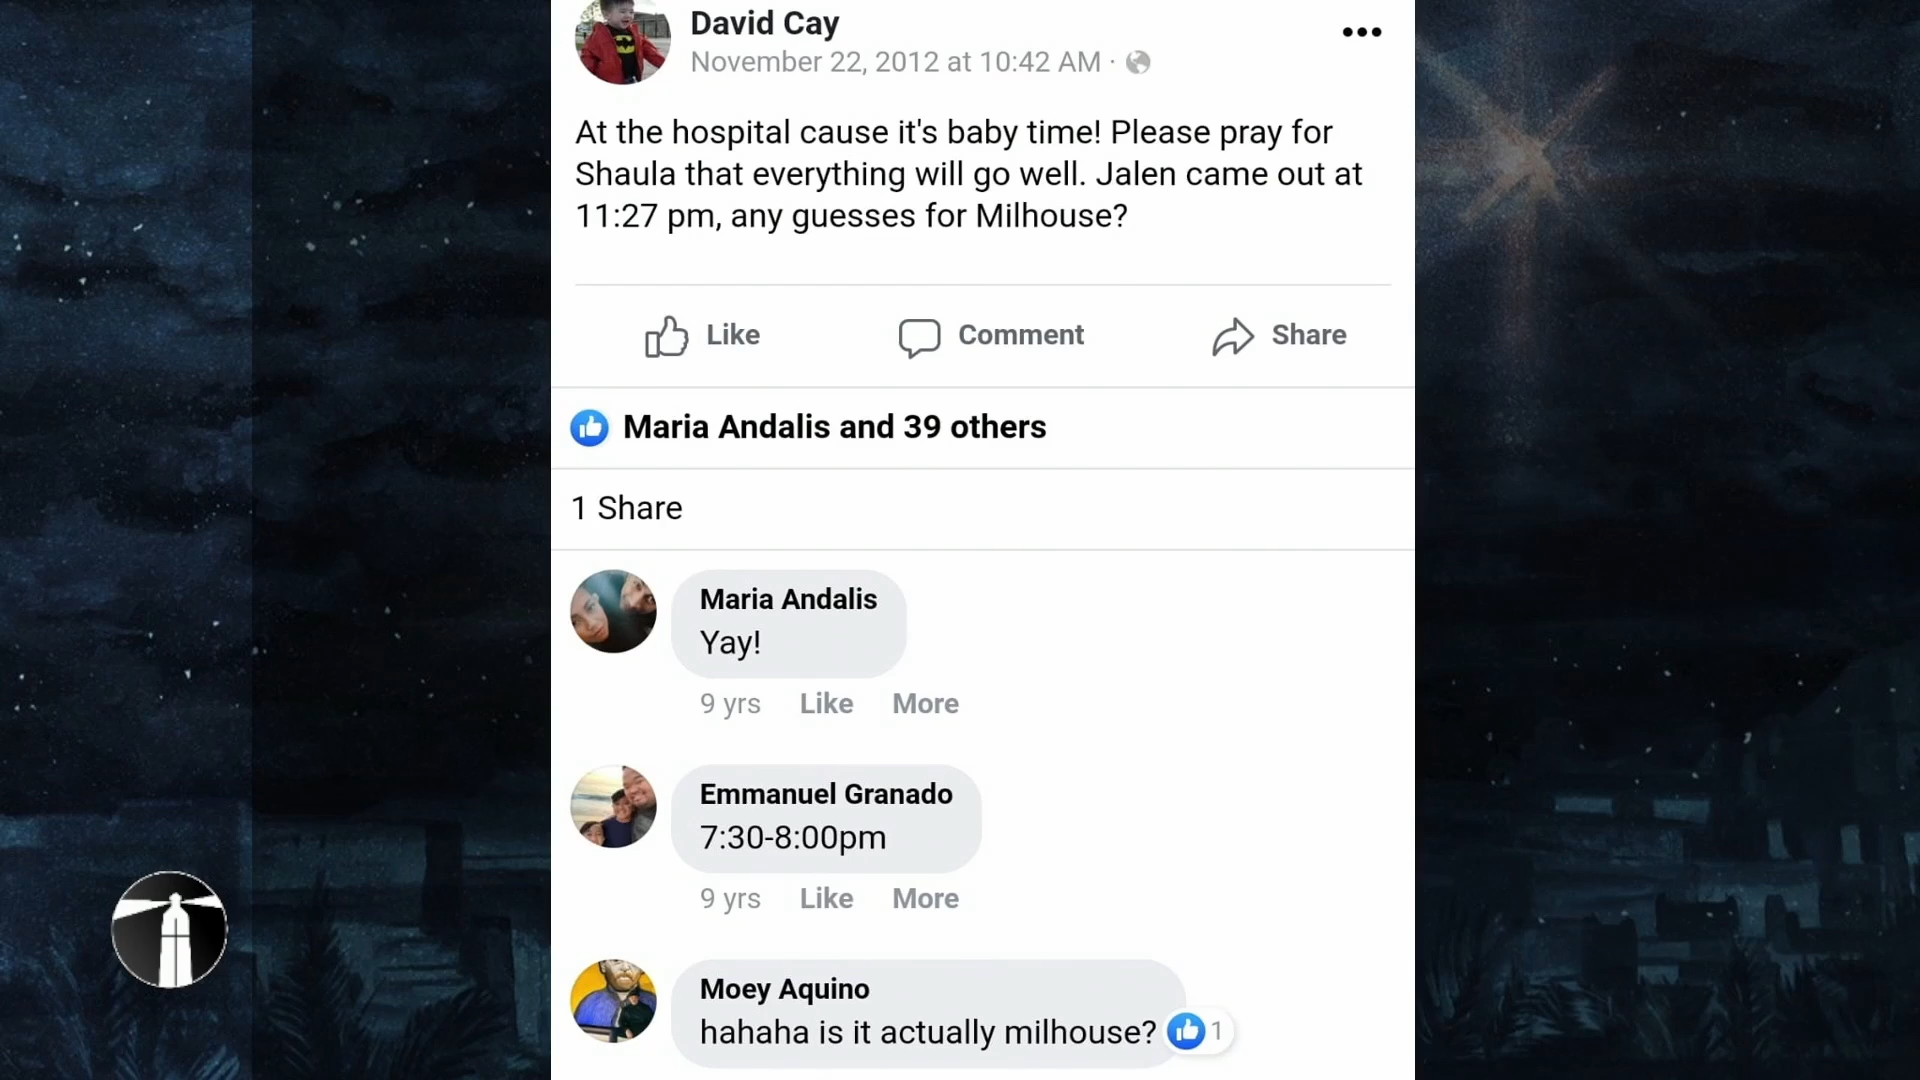 David Cay
November 22, 2012 at 10:42 AM ·
At the hospital cause it's baby time! Please pray for
Shaula that everything will go well. Jalen came out at
11:27 pm, any guesses for Milhouse?
Like Comment Share
Maria Andalis and 39 others
1 Share
Maria Andalis
Yay!
9 yrs Like More
Emmanuel Granado
7:30-8:00pm
9 yrs Like More
Moey Aquino
hahaha is it actually milhouse? 1